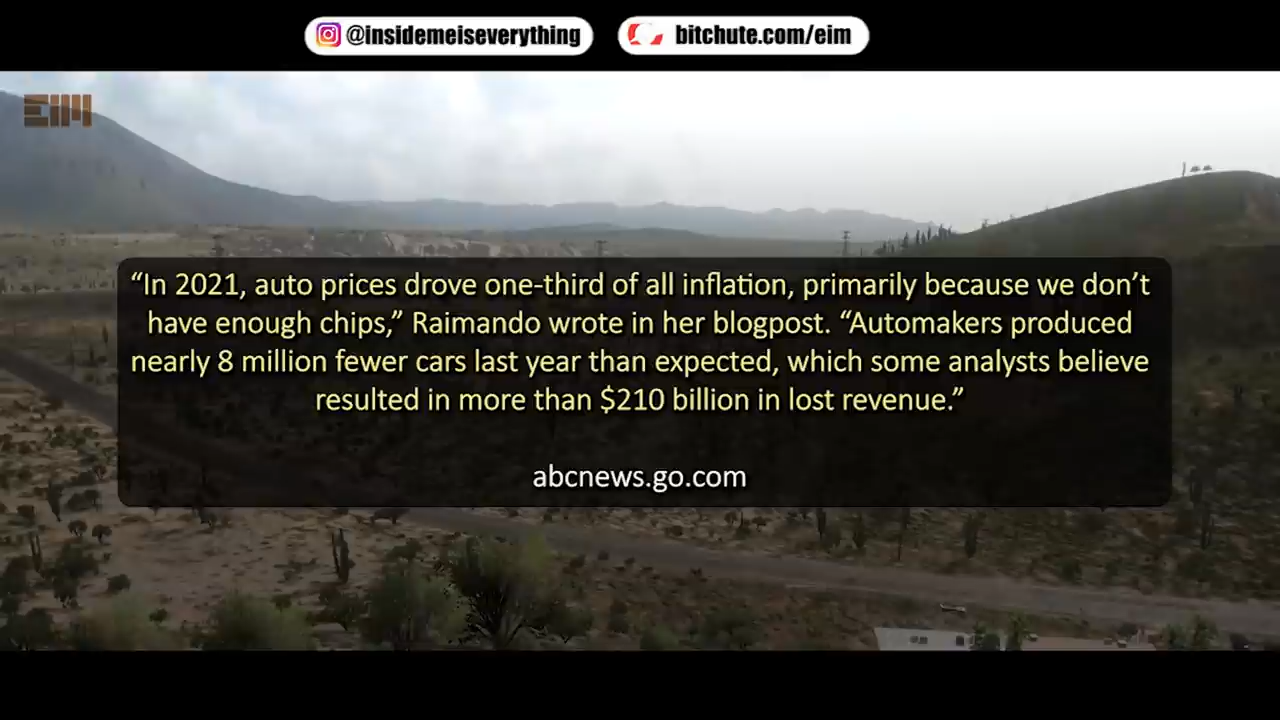 @insidemeiseverything
bitchute.com/eim
EIM
“In 2021, auto prices drove one-third of all inflation, primarily because we don’t
have enough chips,” Raimando wrote in her blogpost. “Automakers produced
nearly 8 million fewer cars last year than expected, which some analysts believe
resulted in more than $210 billion in lost revenue.”
abcnews.go.com